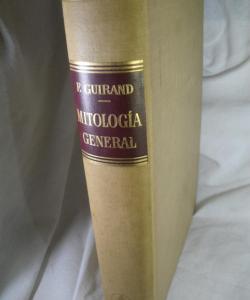 F. GUIRAND
MITOLOGÍA
GENERAL